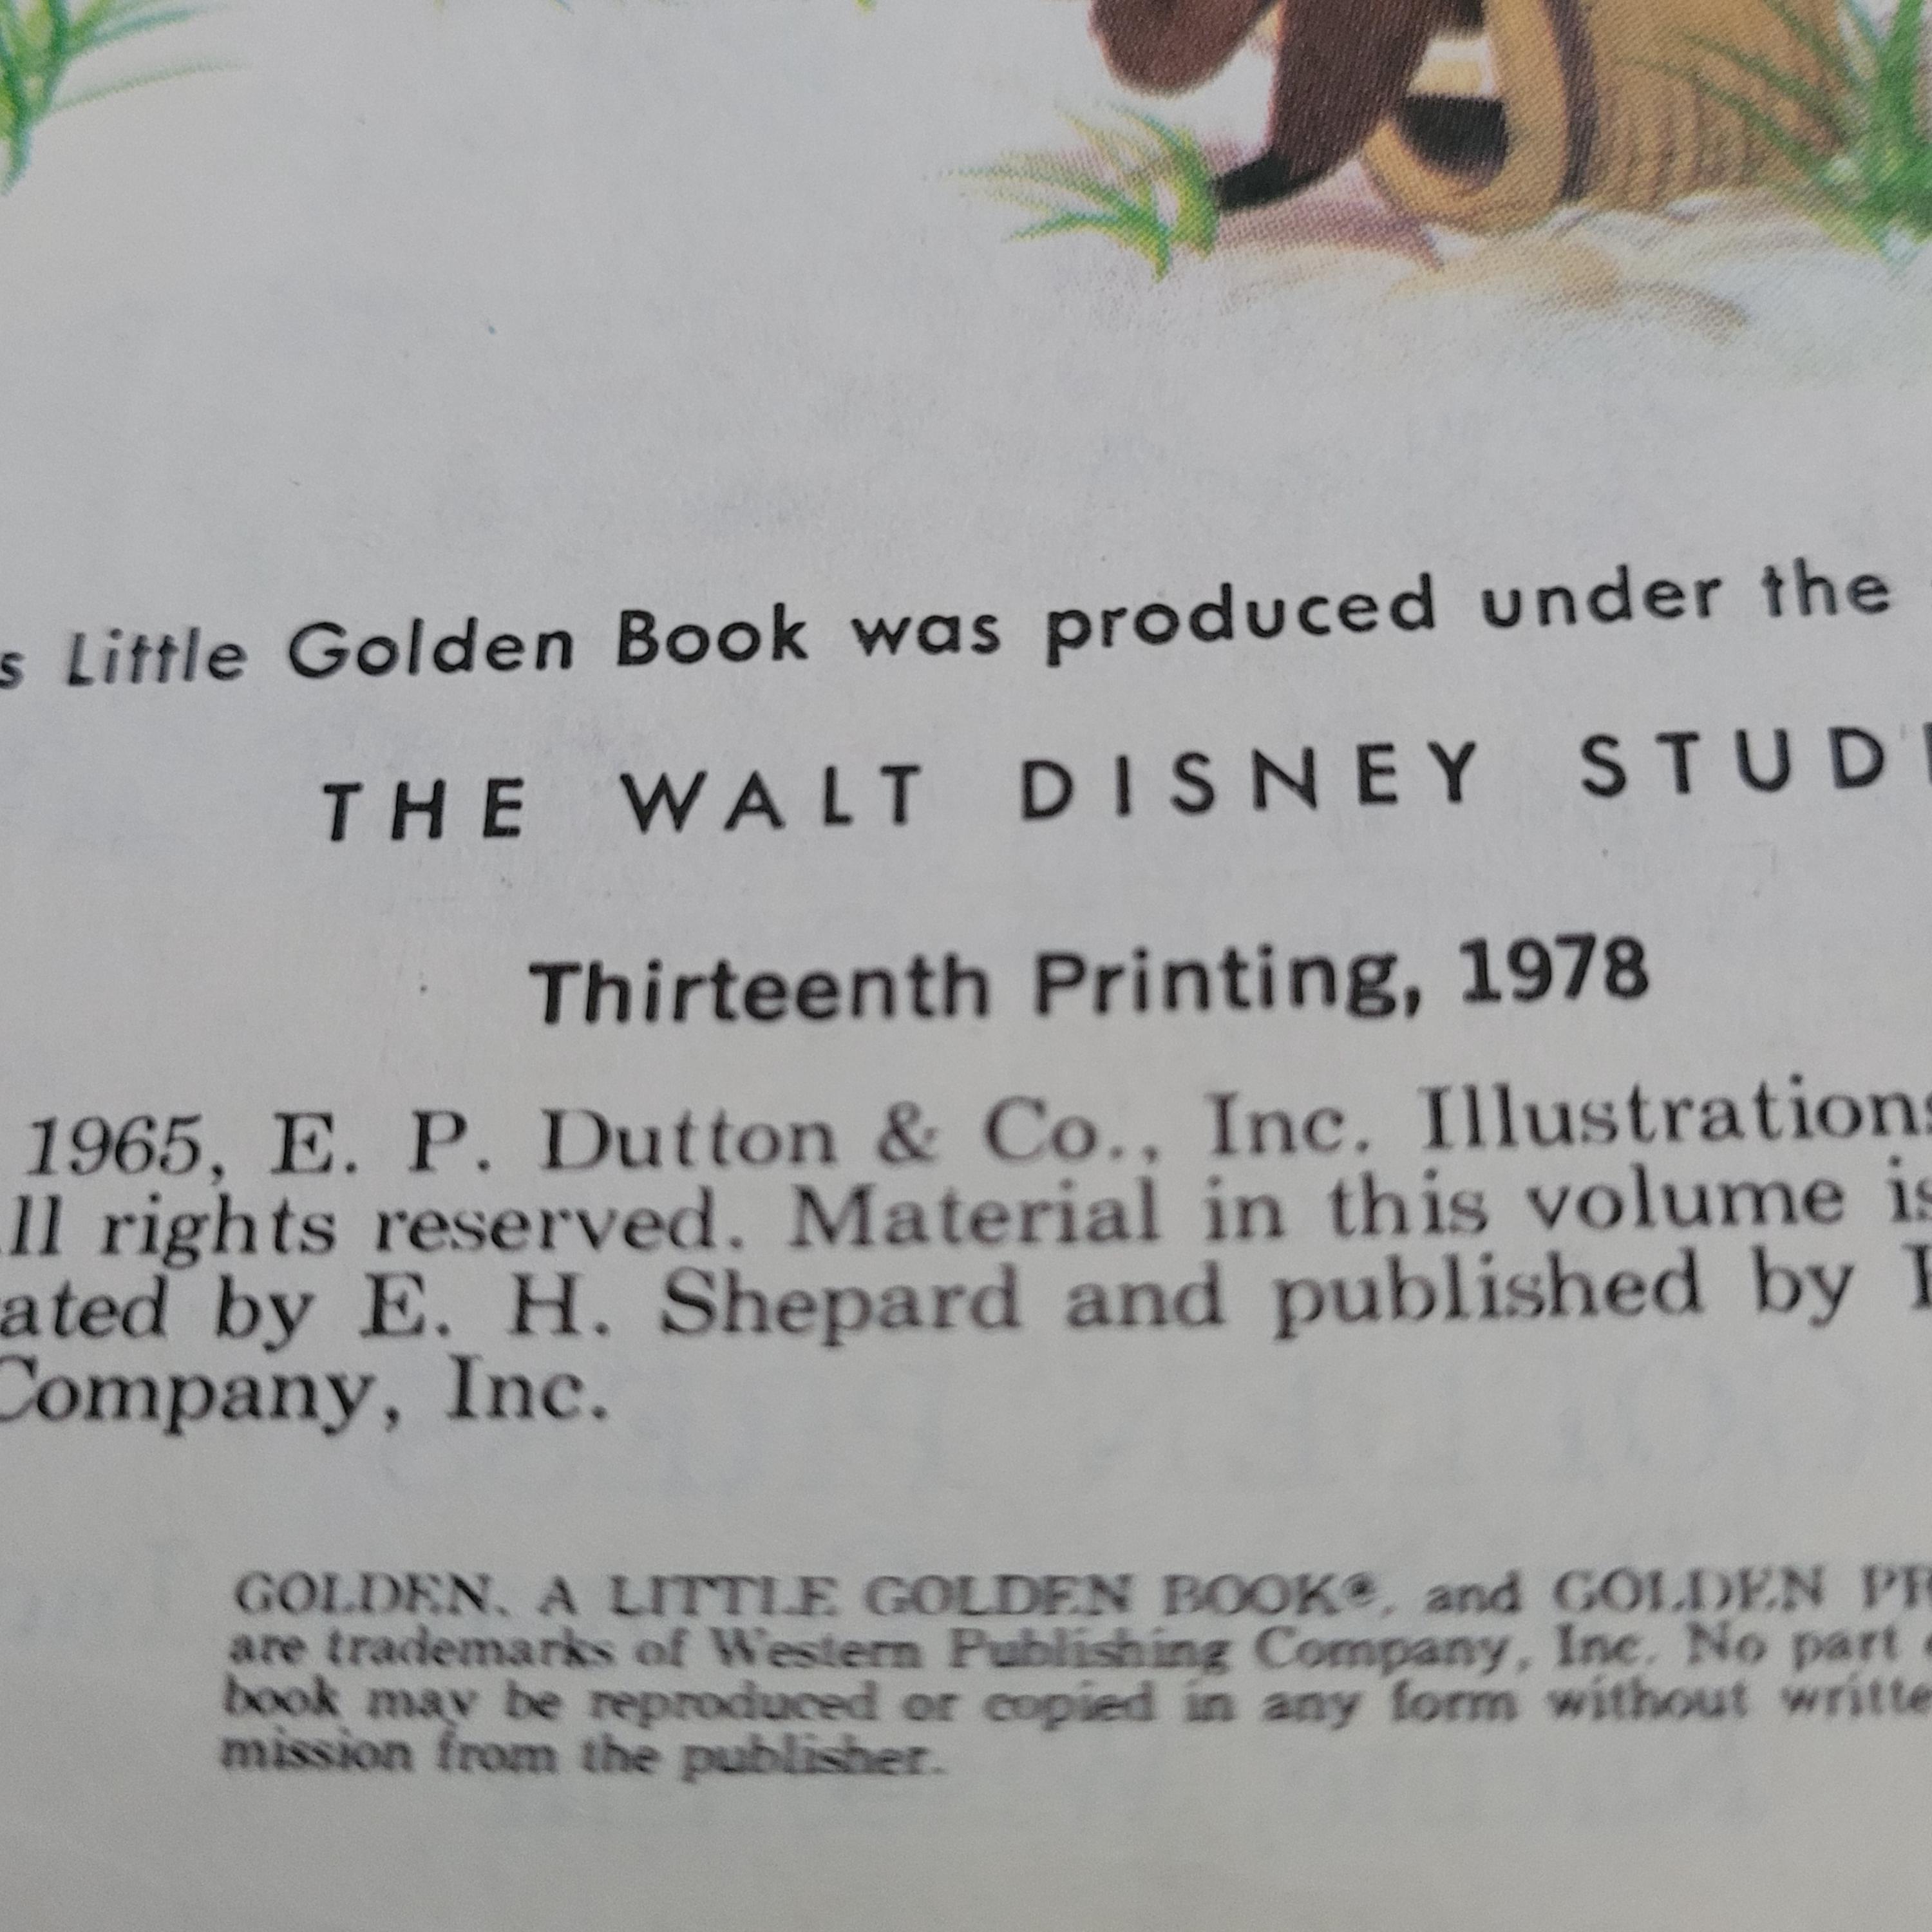 s Little Golden Book was produced under the
THE WALT DISNEY STUD
Thirteenth Printing, 1978
1965, E. P. Dutton & Co., Inc. Illustrations
ll rights reserved. Material in this volume is
ated by E. H. Shepard and published by
Company, Inc.
GOLDEN, A LITTLE GOLDEN BOOK®, and GOLDEN PR
are trademarks of Western Publishing Company, Inc. No part
book may be reproduced or copied in any form without writte
mission from the publisher.